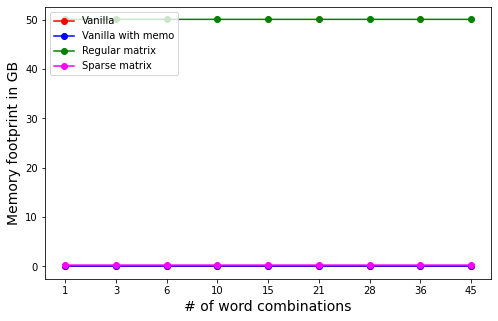 Vanilla
Vanilla with memo
Regular matrix
Sparse matrix
Memory footprint in GB
50
40
30
20
10
0
1 3 6 10 15 21 28 36 45
# of word combinations